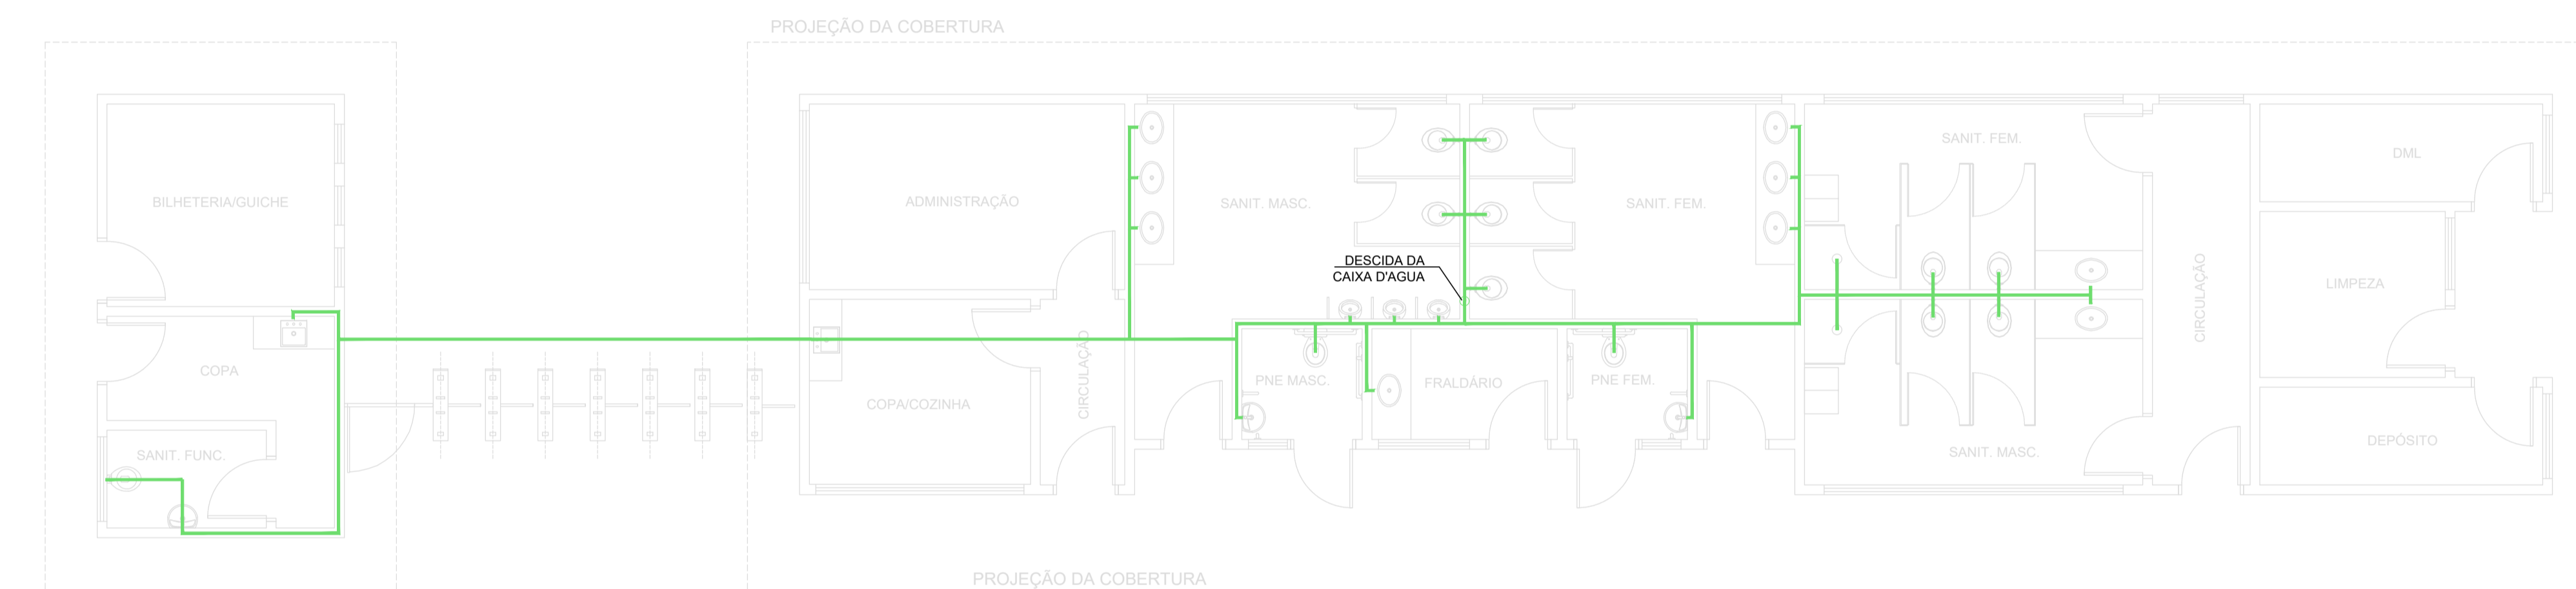 PROJEÇÃO DA COBERTURA
SANIT. FEM.
DML
BILHETERIA/GUICHE
ADMINISTRAÇÃO
SANIT. MASC.
SANIT. FEM.
DESCIDA DA
CAIXA D'AGUA
CIRCULAÇÃO
LIMPEZA
COPA
COPA/COZINHA
CIRCULAÇÃO
PNE MASC.
FRALDÁRIO
PNE FEM.
SANIT. FUNC.
SANIT. MASC.
DEPÓSITO
PROJEÇÃO DA COBERTURA